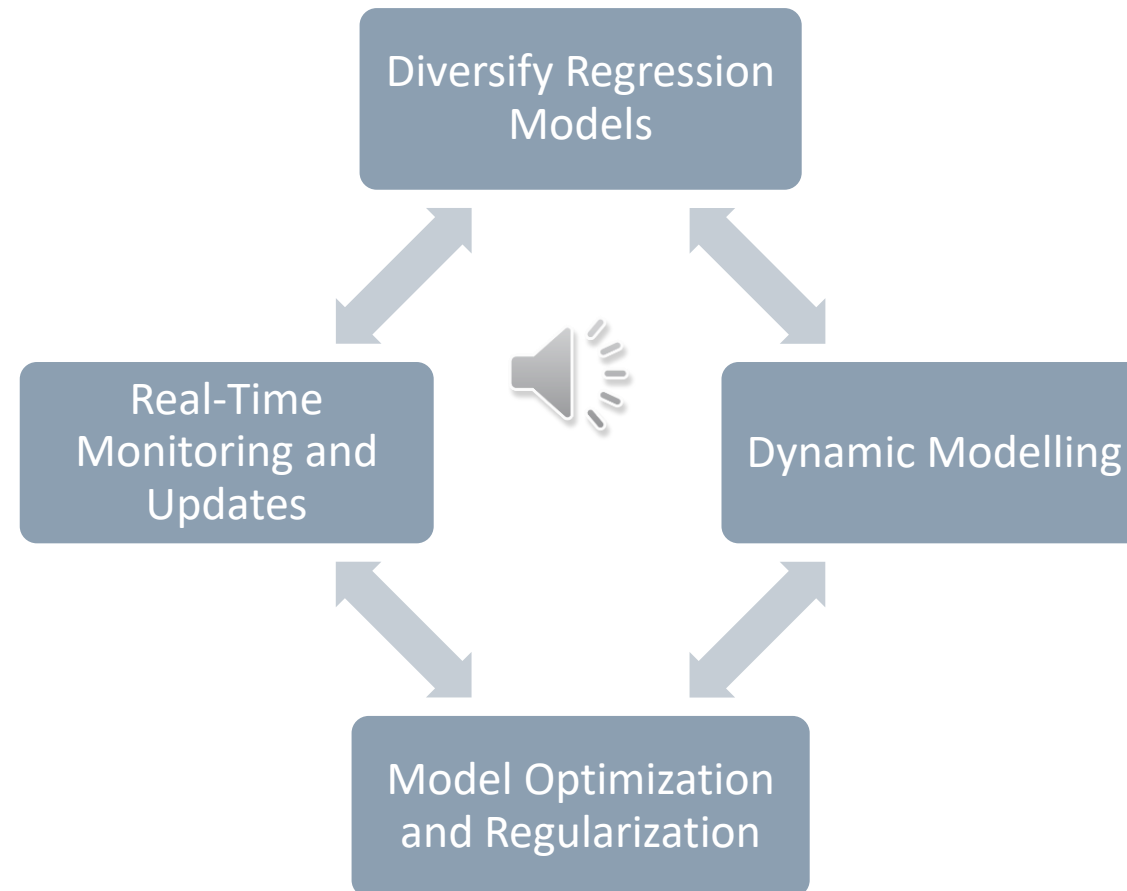 Diversify Regression
Models
Real-Time
Monitoring and
Updates
Dynamic Modelling
Model Optimization
and Regularization